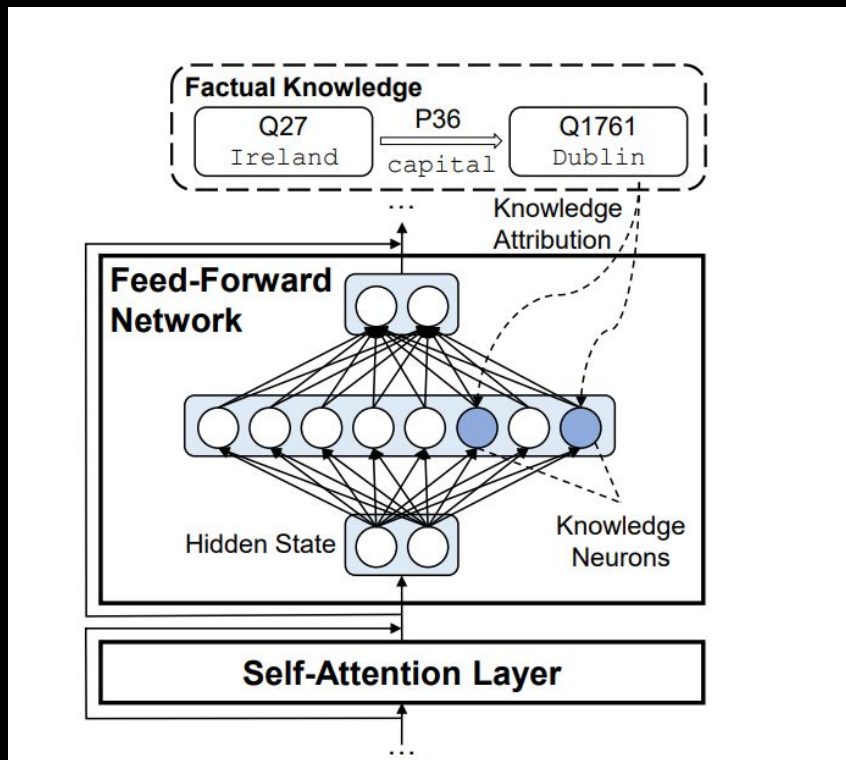 Factual Knowledge
Q27
Ireland
P36
capital
Q1761
Dublin
...
Knowledge
Attribution
Feed-Forward
Network
Hidden State
Knowledge
Neurons
Self-Attention Layer
...